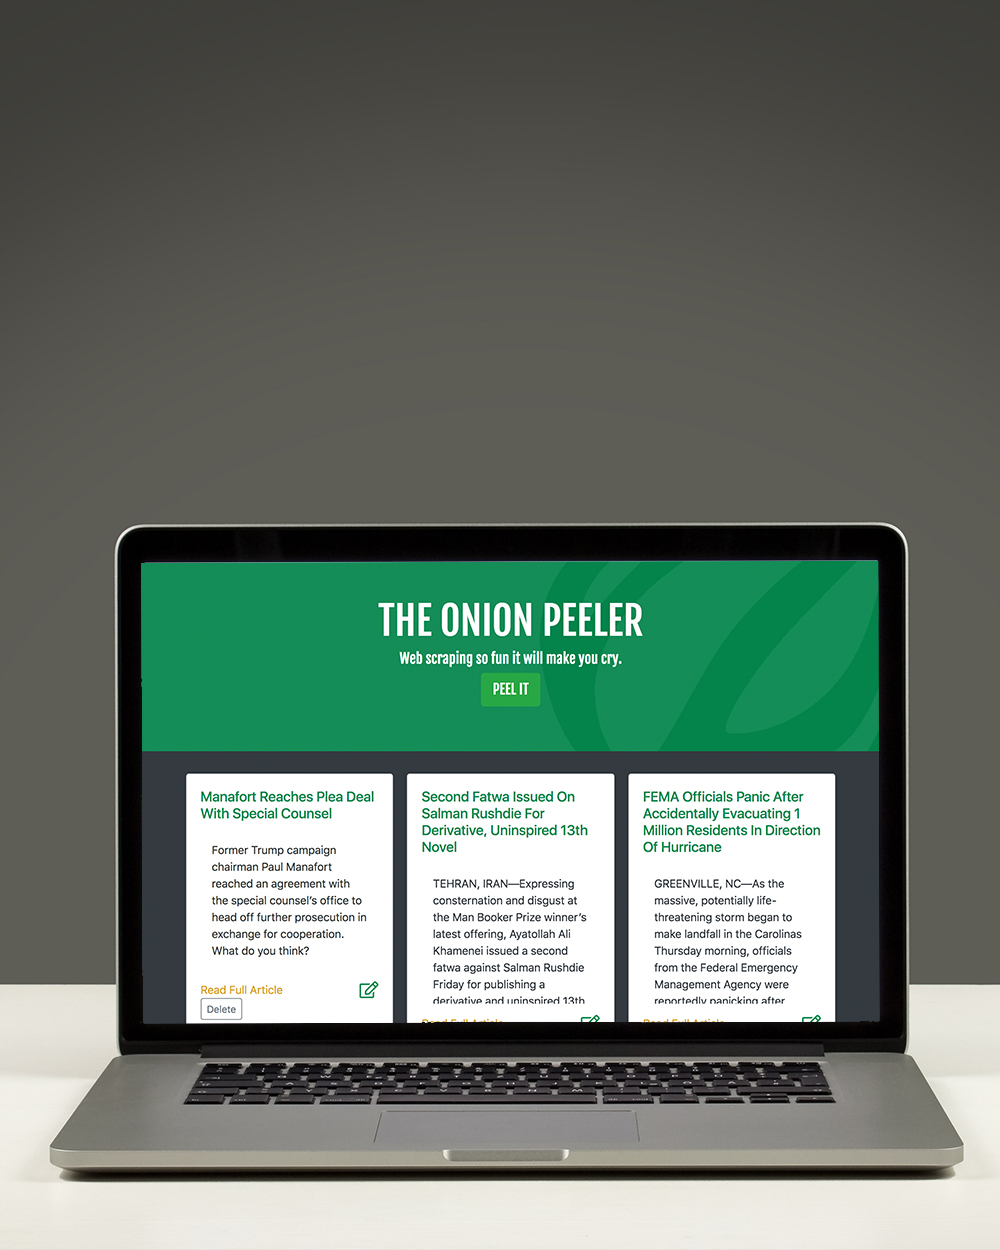 THE ONION PEELER
Web scraping so fun it will make you cry.
PEEL IT
Manafort Reaches Plea Deal
With Special Counsel
Former Trump campaign
chairman Paul Manafort
reached an agreement with
the special counsel's office to
head off further prosecution in
exchange for cooperation.
What do you think?
Read Full Article
Delete
Second Fatwa Issued On
Salman Rushdie For
Derivative, Uninspired 13th
Novel
TEHRAN, IRAN—Expressing
consternation and disgust at
the Man Booker Prize winner's
latest offering, Ayatollah Ali
Khamenei issued a second
fatwa against Salman Rushdie
Friday for publishing a
derivative and uninspired 13th
Read Full Article
FEMA Officials Panic After
Accidentally Evacuating 1
Million Residents In Direction
Of Hurricane
GREENVILLE, NC—As the
massive, potentially life-
threatening storm began to
make landfall in the Carolinas
Thursday morning, officials
from the Federal Emergency
Management Agency were
reportedly panicking after
Read Full Article